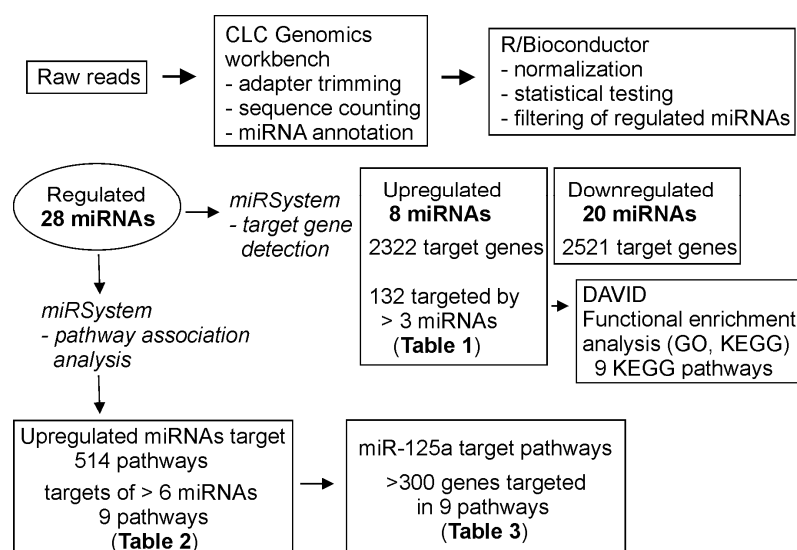 Raw reads
CLC Genomics
workbench
- adapter trimming
- sequence counting
- miRNA annotation
R/Bioconductor
- normalization
- statistical testing
- filtering of regulated miRNAs
Regulated
28 miRNAs
miRSystem
- target gene
detection
Upregulated
8 miRNAs
2322 target genes
132 targeted by
> 3 miRNAs
(Table 1)
Downregulated
20 miRNAs
2521 target genes
DAVID
Functional enrichment
analysis (GO, KEGG)
9 KEGG pathways
miRSystem
- pathway association
analysis
Upregulated miRNAs target
514 pathways
targets of > 6 miRNAs
9 pathways
(Table 2)
miR-125a target pathways
>300 genes targeted
in 9 pathways
(Table 3)